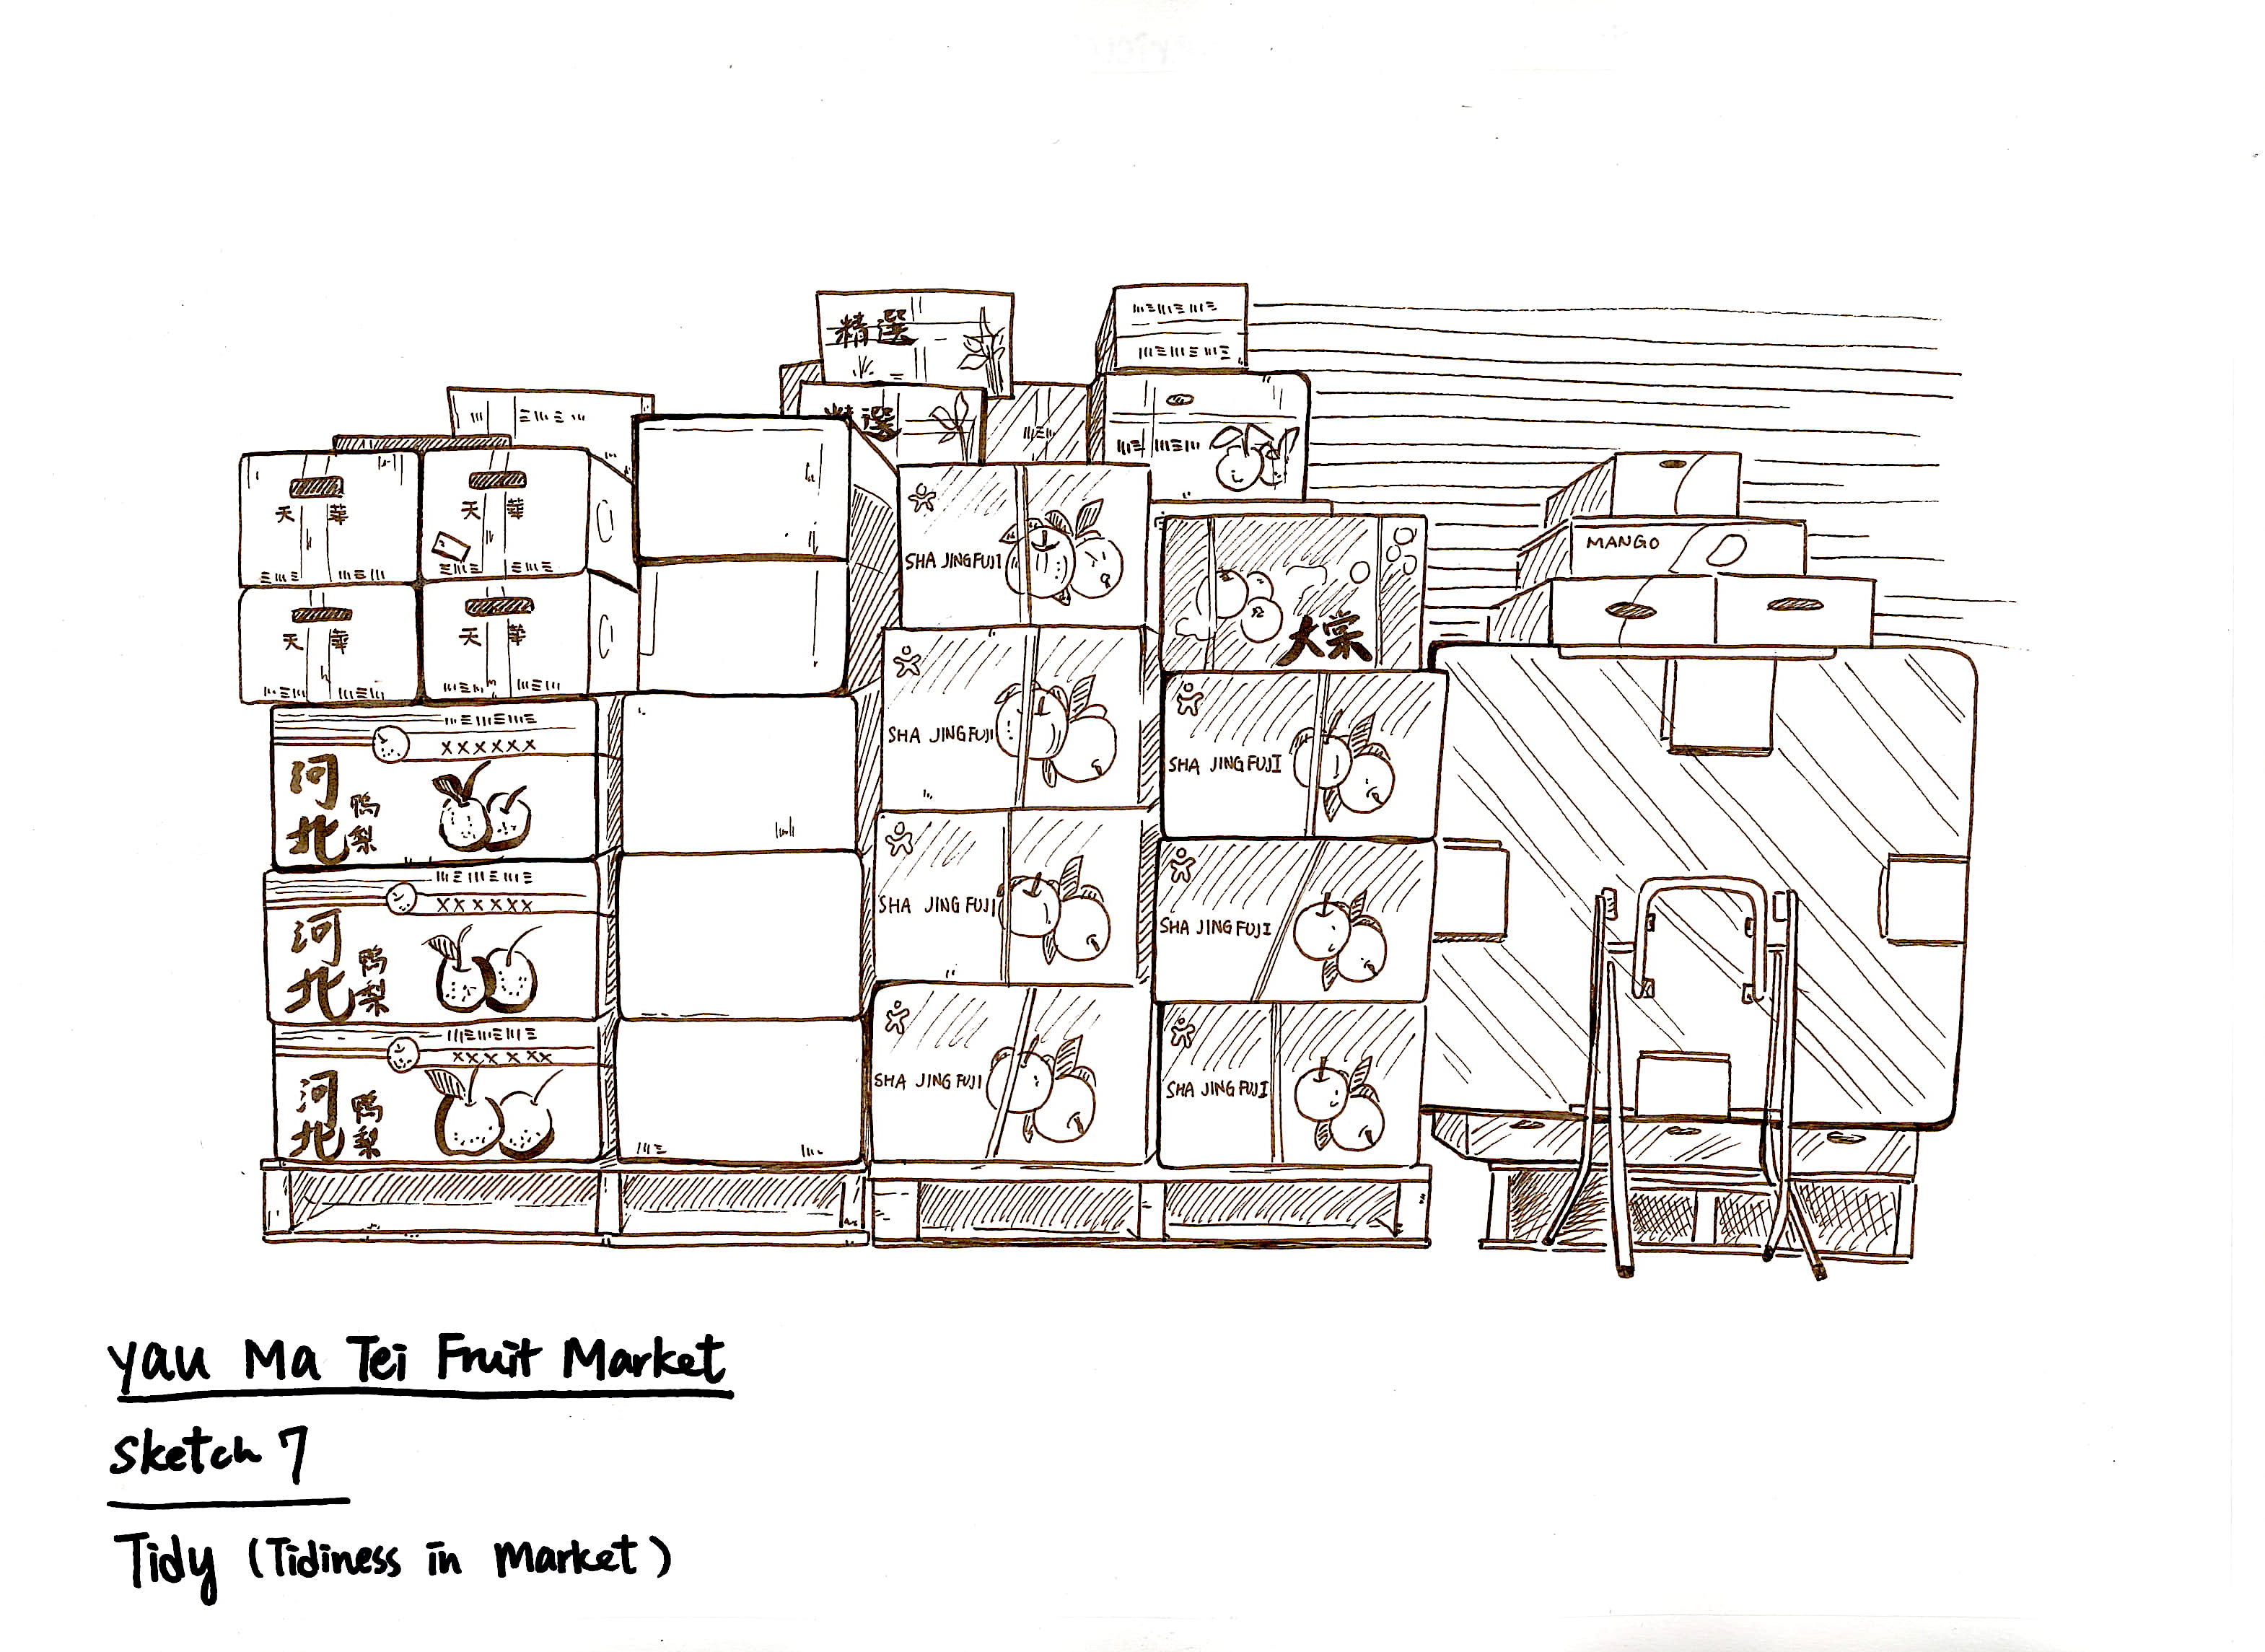 精選
精選
天華
天華
天華
天華
SHA JING FUJI
MANGO
大棠
SHA JING FUJI
SHA JING FUJI
XXXXXX
河北
鴨梨
SHA JING FUJI
SHA JING FUJI
XXXXXX
河北
鴨梨
SHA JING FUJI
SHA JING FUJI
XXXXXX
河北
鴨梨
Yau Ma Tei Fruit Market
Sketch 7
Tidy (Tidiness in Market)